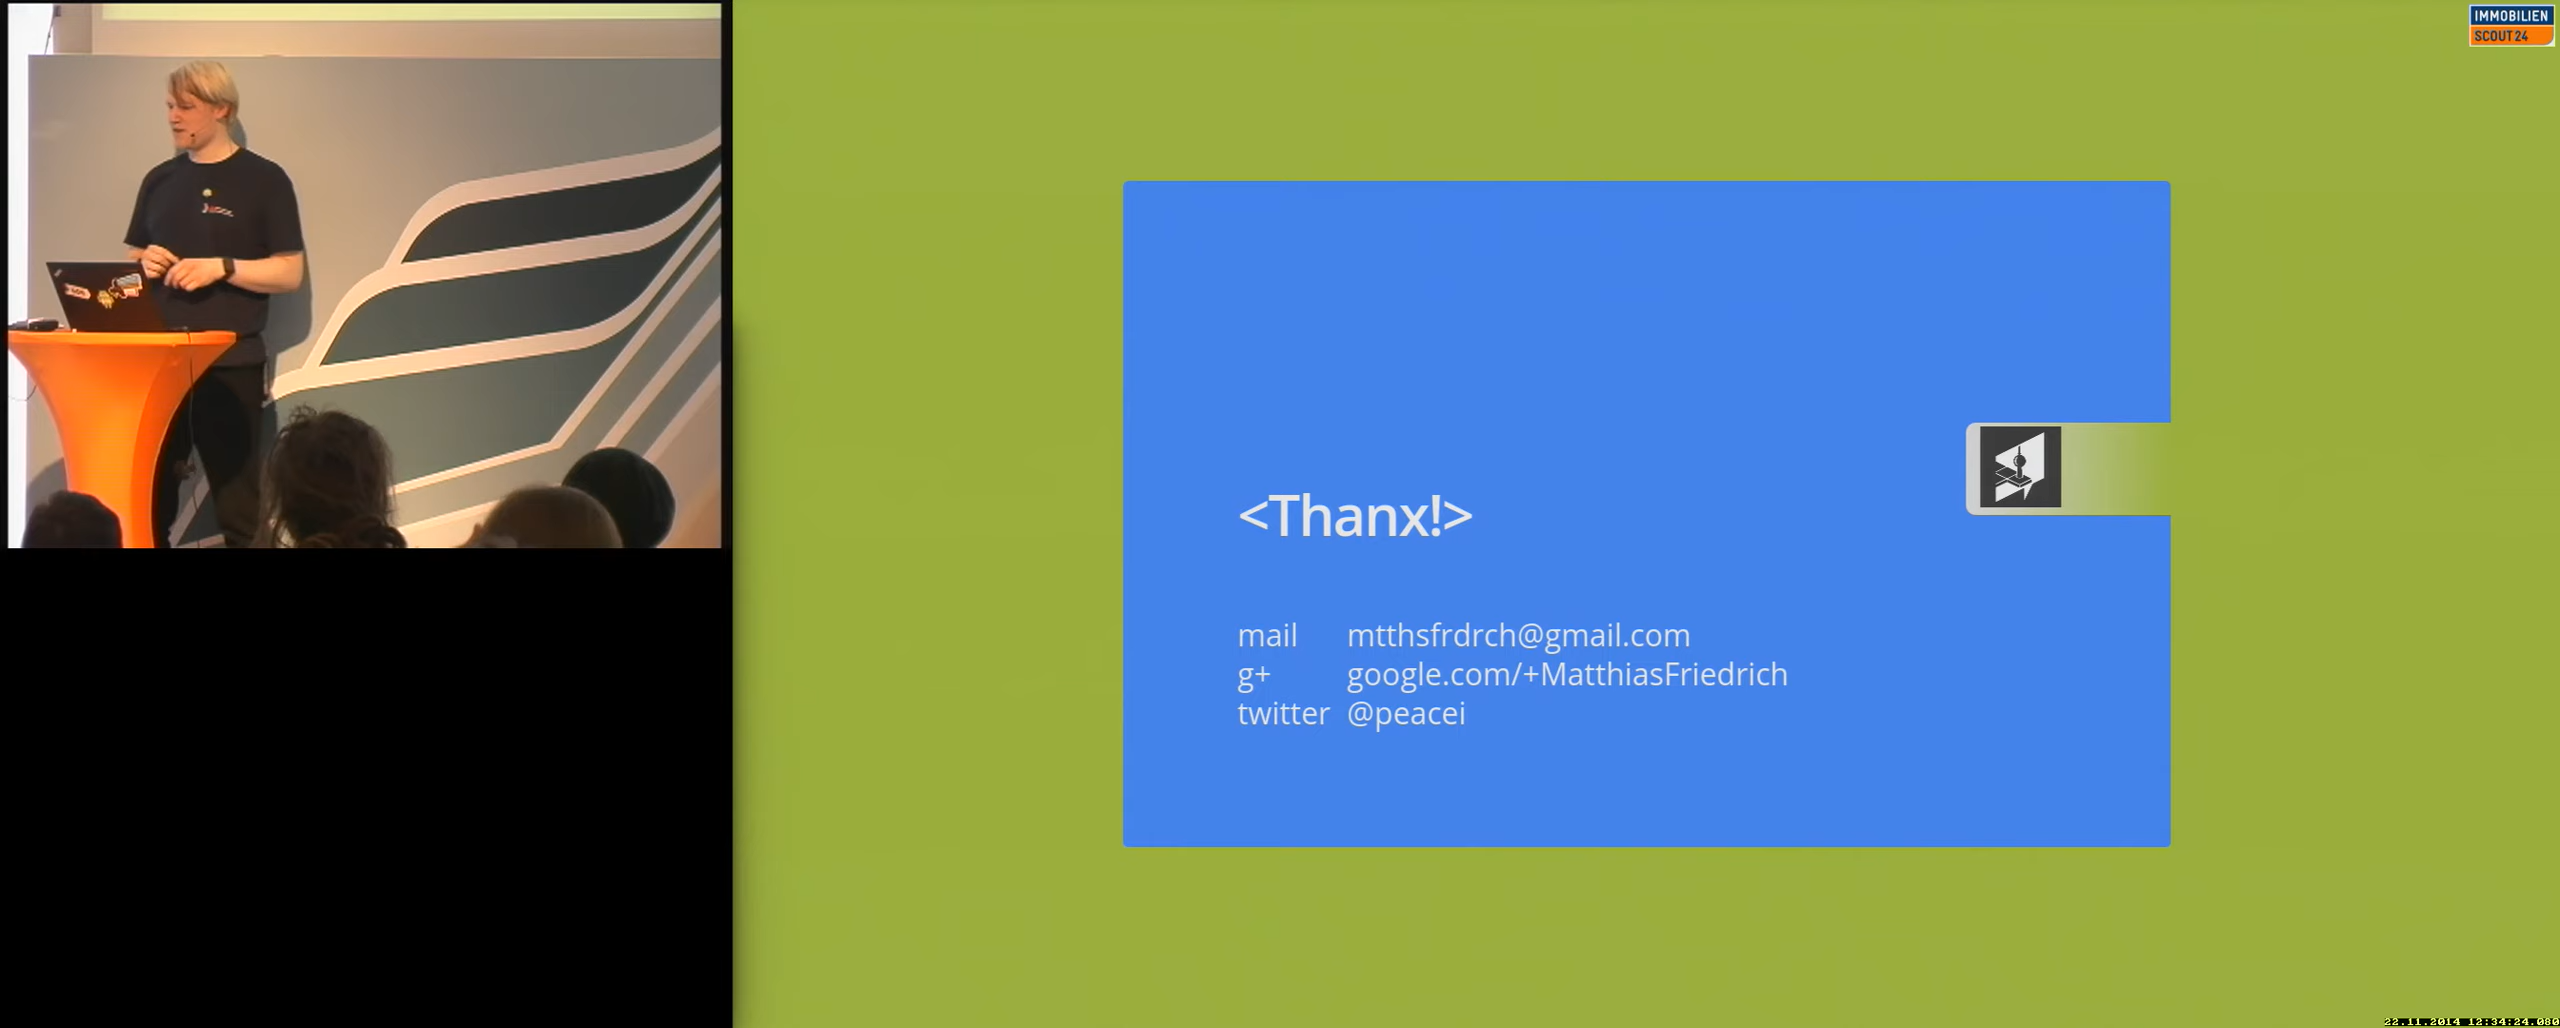 IMMOBILIEN
SCOUT24
<Thanx!>
mail mtthsfrdrch@gmail.com
g+ google.com/+MatthiasFriedrich
twitter @peacei
22.11.2014 12:34:24.080